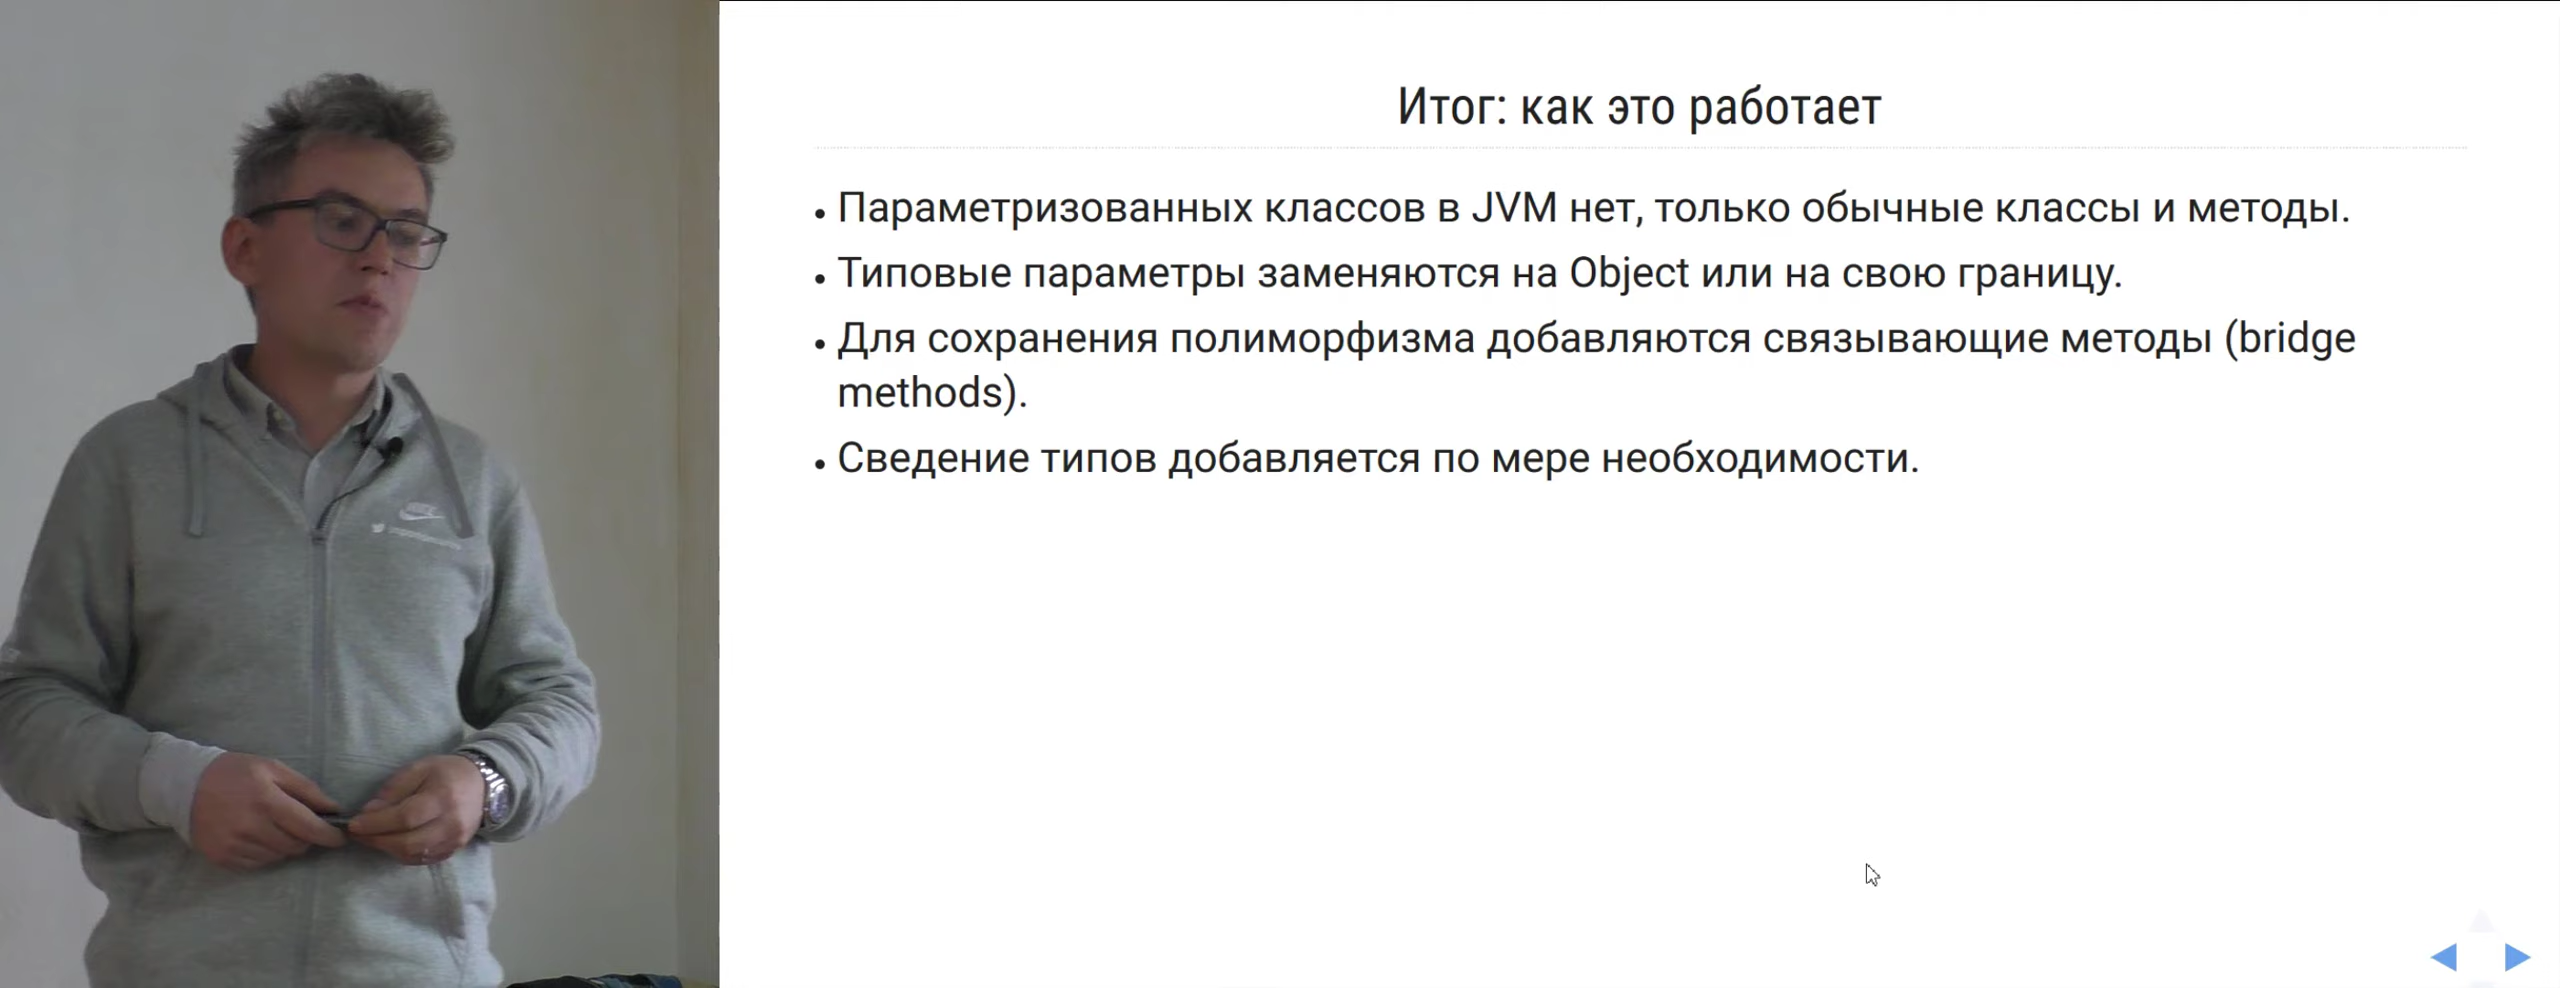 Итог: как это работает
• Параметризованных классов в JVM нет, только обычные классы и методы.
• Типовые параметры заменяются на Object или на свою границу.
• Для сохранения полиморфизма добавляются связывающие методы (bridge
methods).
• Сведение типов добавляется по мере необходимости.